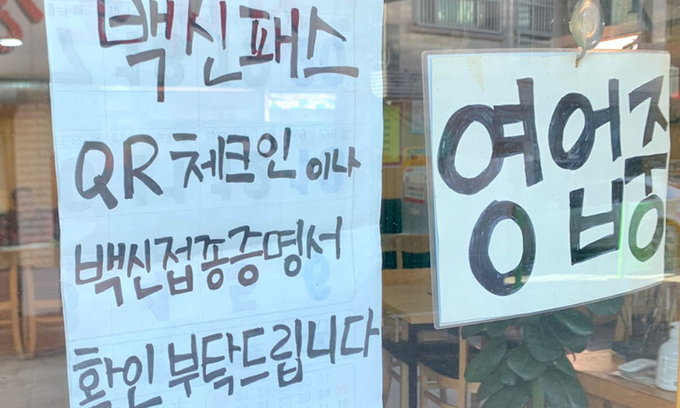 백신패스
QR 체크인 이나
백신접종증명서
확인 부탁드립니다
영업중